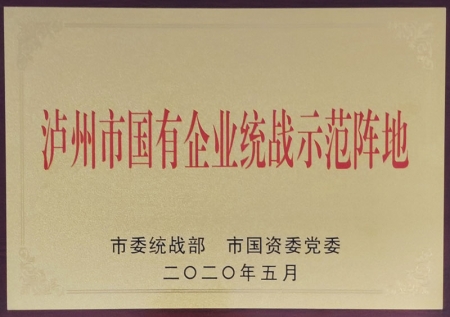 泸州市国有企业统战示范阵地
市委统战部 市国资委党委
二〇二〇年五月